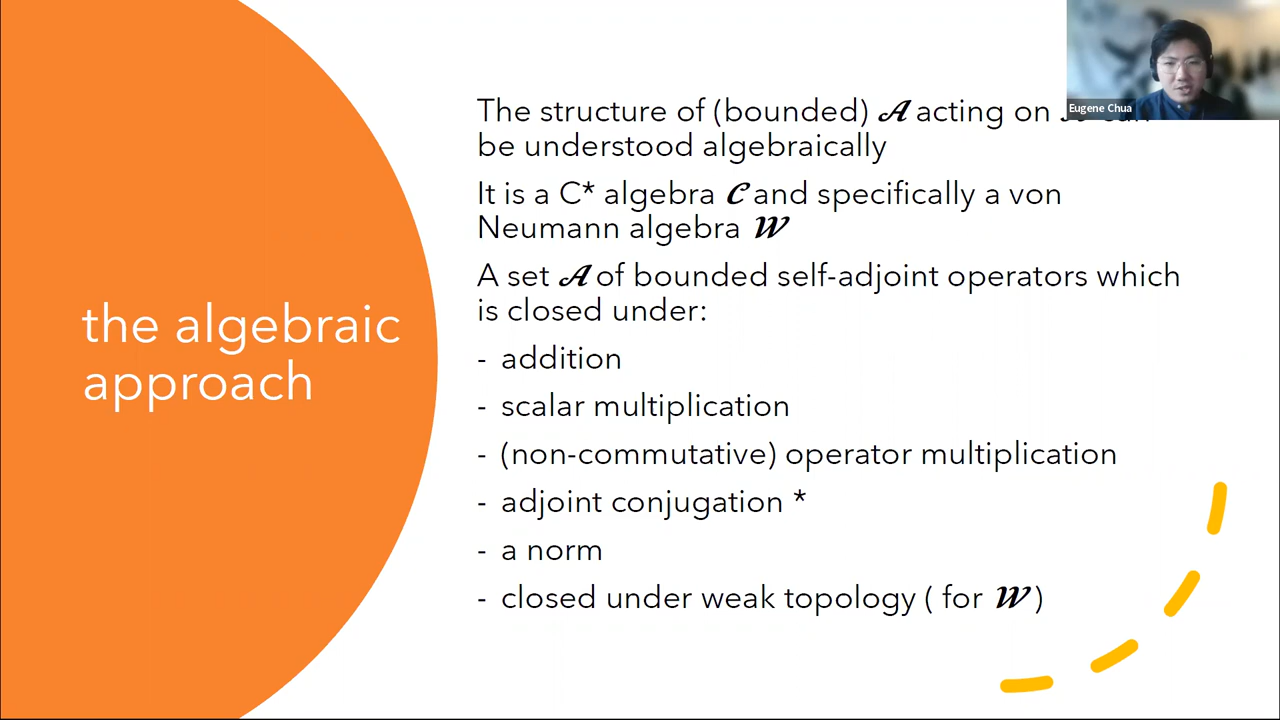 the algebraic
approach
The structure of (bounded) 𝓐 acting on
be understood algebraically
It is a C* algebra 𝓒 and specifically a von
Neumann algebra 𝓦
A set 𝓐 of bounded self-adjoint operators which
is closed under:
- addition
- scalar multiplication
- (non-commutative) operator multiplication
- adjoint conjugation *
- a norm
- closed under weak topology ( for 𝓦 )
Eugene Chua